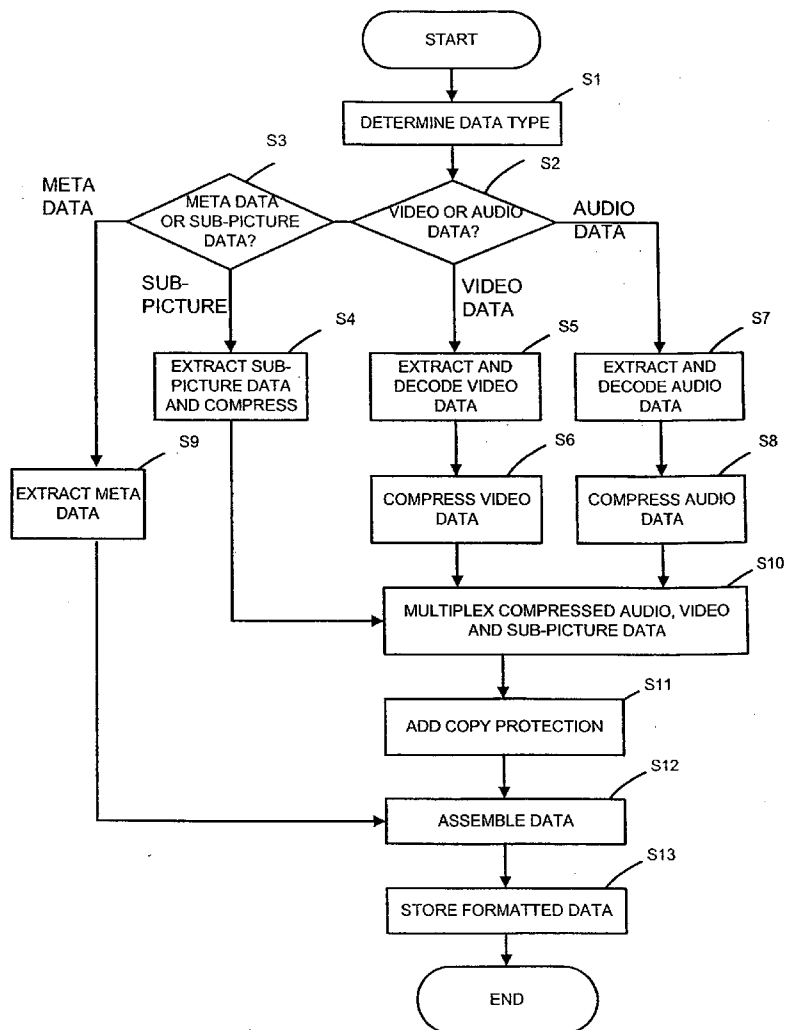 START
S1
DETERMINE DATA TYPE
S3
S2
META
DATA
META DATA
OR SUB-PICTURE
DATA?
VIDEO OR AUDIO
DATA?
AUDIO
DATA
SUB-
PICTURE
VIDEO
DATA
S4
S5
S7
EXTRACT SUB-
PICTURE DATA
AND COMPRESS
EXTRACT AND
DECODE VIDEO
DATA
EXTRACT AND
DECODE AUDIO
DATA
S9
S6
S8
EXTRACT META
DATA
COMPRESS VIDEO
DATA
COMPRESS AUDIO
DATA
S10
MULTIPLEX COMPRESSED AUDIO, VIDEO
AND SUB-PICTURE DATA
S11
ADD COPY PROTECTION
S12
ASSEMBLE DATA
S13
STORE FORMATTED DATA
END